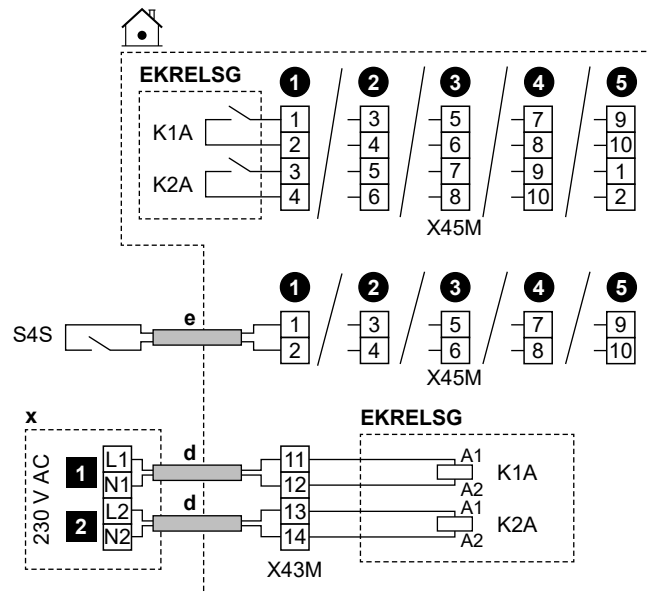 EKRELSG 1 2 3 4 5
K1A 1 3 5 7 9
2 4 6 8 10
K2A 3 5 7 9 1
4 6 8 10 2
X45M
1 2 3 4 5
S4S e 1 3 5 7 9
2 4 6 8 10
X45M
x EKRELSG
230 V AC 1 L1 d 11 A1 K1A
N1 12 A2
2 L2 d 13 A1 K2A
N2 14 A2
X43M